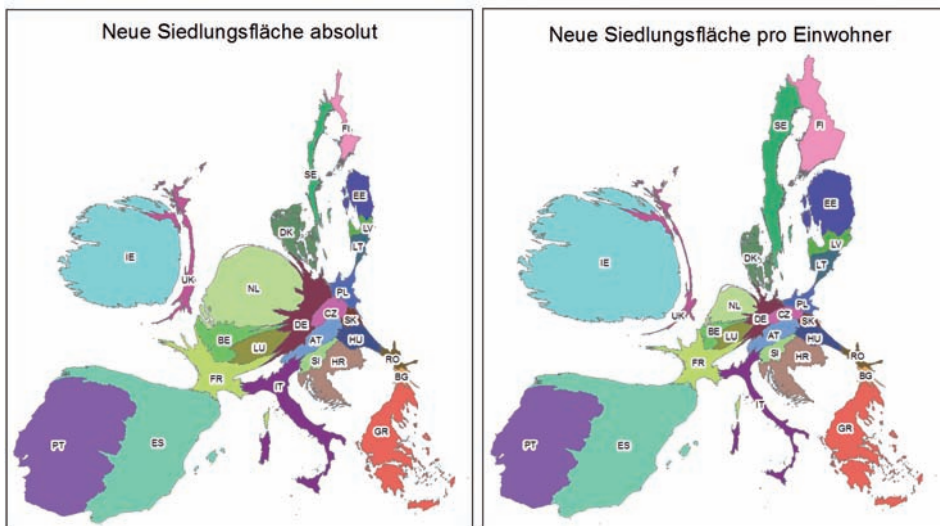 Neue Siedlungsfläche absolut
FI
SE
EE
LV
LT
DK
IE
UK
NL
PL
DE
CZ
SK
BE
LU
AT
HU
SI
HR
RO
FR
IT
BG
PT
ES
GR
Neue Siedlungsfläche pro Einwohner
SE
FI
EE
LV
LT
DK
IE
UK
NL
PL
DE
CZ
SK
BE
LU
AT
HU
SI
HR
RO
FR
BG
IT
PT
ES
GR